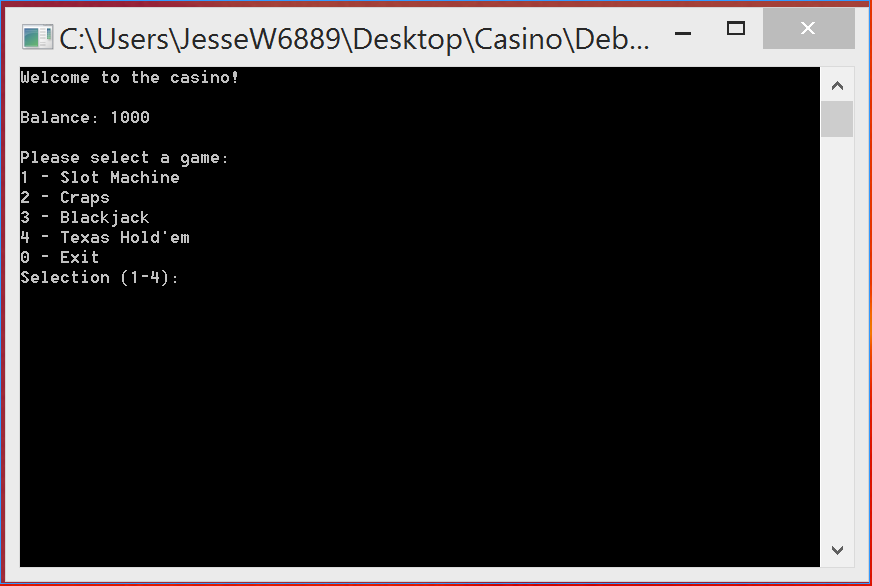 C:\Users\JesseW6889\Desktop\Casino\Deb...
Welcome to the casino!
Balance: 1000
Please select a game:
1 - Slot Machine
2 - Craps
3 - Blackjack
4 - Texas Hold'em
0 - Exit
Selection (1-4):